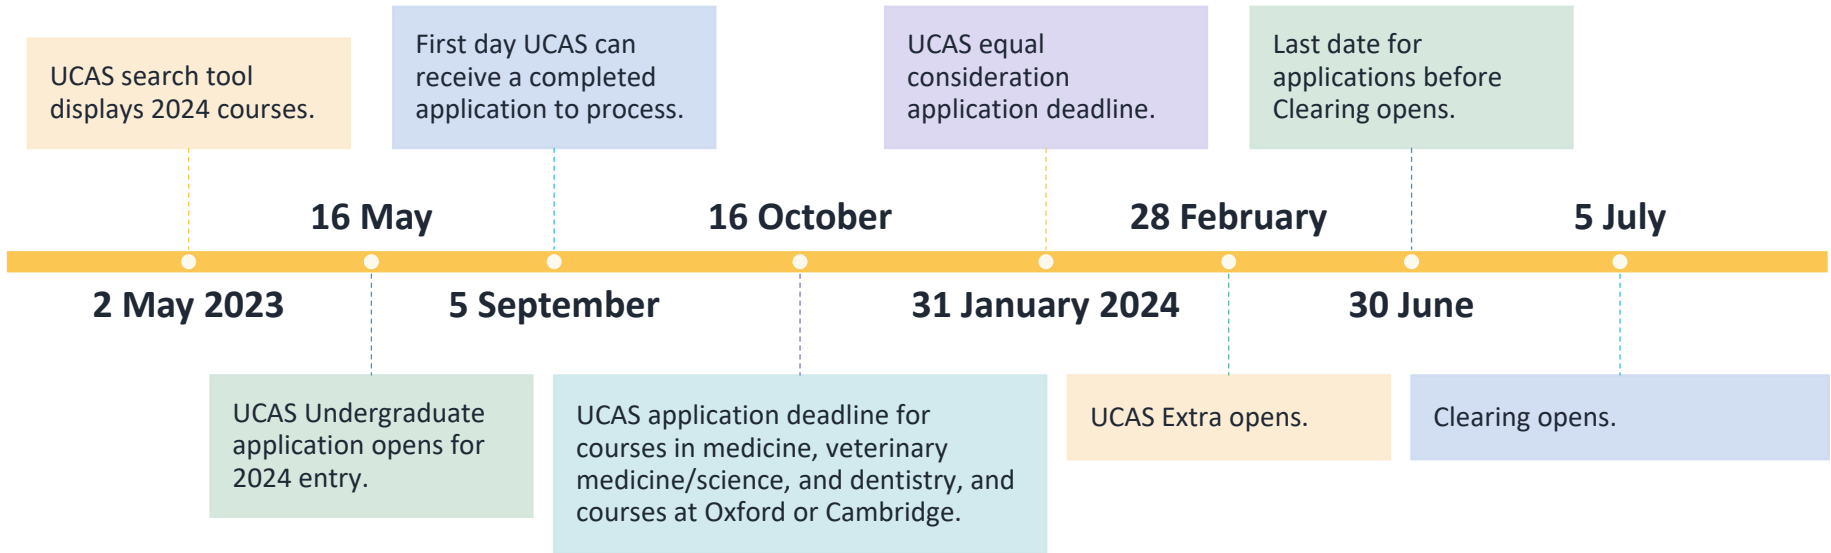 UCAS search tool
displays 2024 courses.
First day UCAS can
receive a completed
application to process.
UCAS equal
consideration
application deadline.
Last date for
applications before
Clearing opens.
16 May
16 October
28 February
5 July
2 May 2023
5 September
31 January 2024
30 June
UCAS Undergraduate
application opens for
2024 entry.
UCAS application deadline for
courses in medicine, veterinary
medicine/science, and dentistry, and
courses at Oxford or Cambridge.
UCAS Extra opens.
Clearing opens.